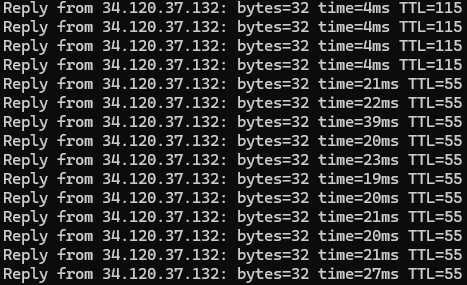 Reply from 34.120.37.132: bytes=32 time=4ms TTL=115
Reply from 34.120.37.132: bytes=32 time=4ms TTL=115
Reply from 34.120.37.132: bytes=32 time=4ms TTL=115
Reply from 34.120.37.132: bytes=32 time=4ms TTL=115
Reply from 34.120.37.132: bytes=32 time=21ms TTL=55
Reply from 34.120.37.132: bytes=32 time=22ms TTL=55
Reply from 34.120.37.132: bytes=32 time=39ms TTL=55
Reply from 34.120.37.132: bytes=32 time=20ms TTL=55
Reply from 34.120.37.132: bytes=32 time=23ms TTL=55
Reply from 34.120.37.132: bytes=32 time=19ms TTL=55
Reply from 34.120.37.132: bytes=32 time=20ms TTL=55
Reply from 34.120.37.132: bytes=32 time=21ms TTL=55
Reply from 34.120.37.132: bytes=32 time=20ms TTL=55
Reply from 34.120.37.132: bytes=32 time=21ms TTL=55
Reply from 34.120.37.132: bytes=32 time=27ms TTL=55